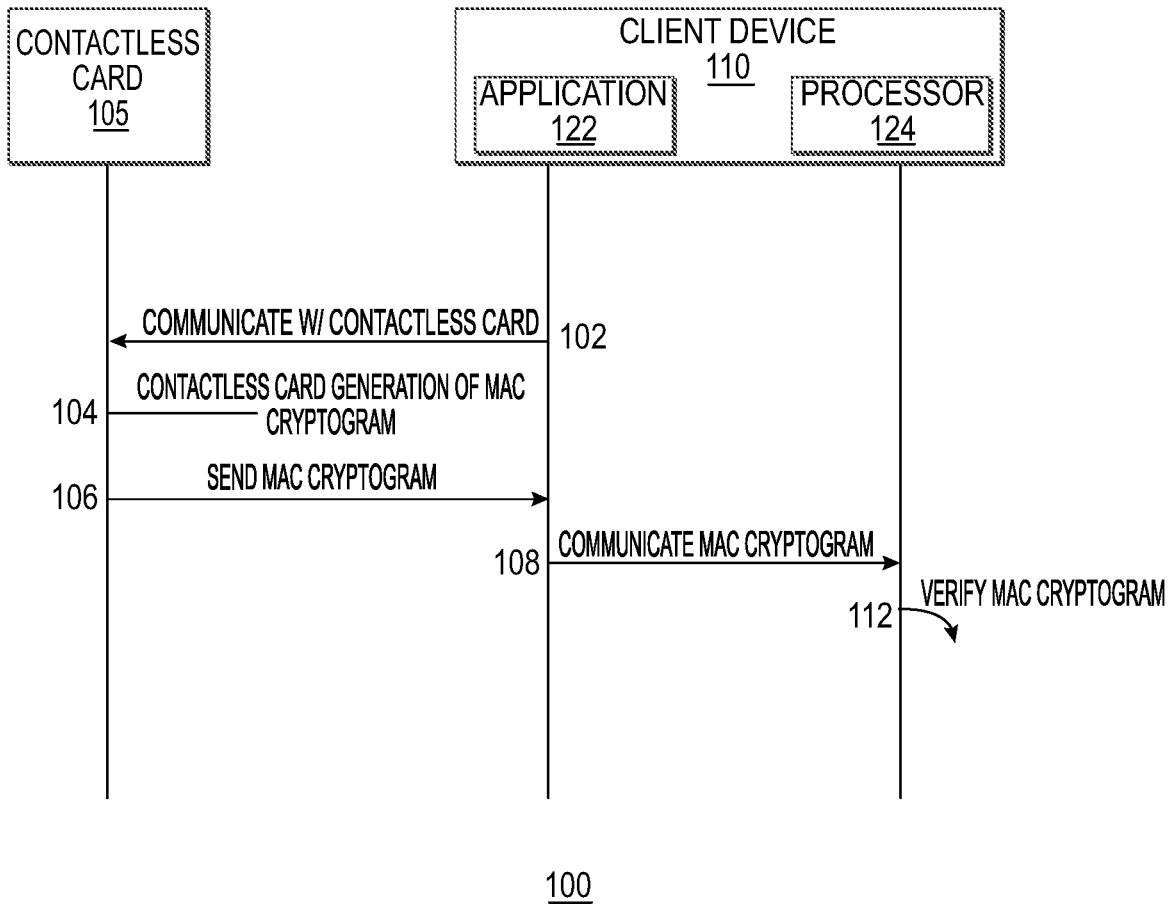 CONTACTLESS
CARD
105
CLIENT DEVICE
110
APPLICATION
122
PROCESSOR
124
COMMUNICATE W/ CONTACTLESS CARD
102
CONTACTLESS CARD GENERATION OF MAC
CRYPTOGRAM
104
SEND MAC CRYPTOGRAM
106
COMMUNICATE MAC CRYPTOGRAM
108
VERIFY MAC CRYPTOGRAM
112
100